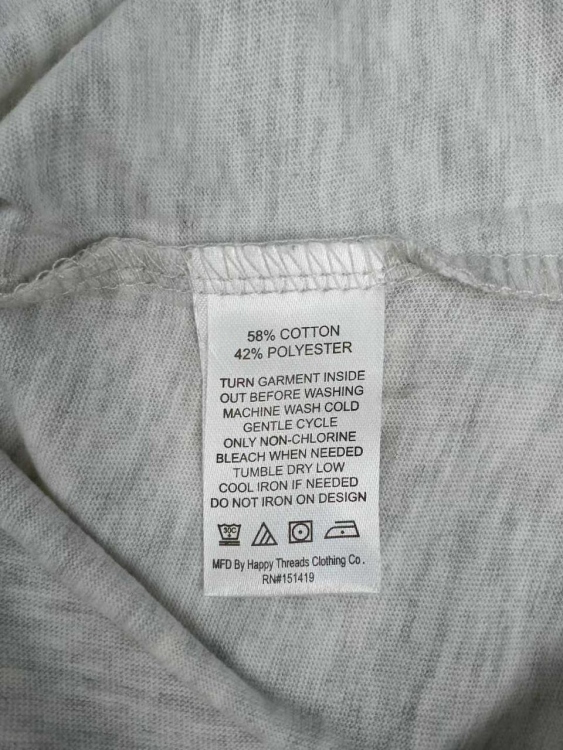 58% COTTON
42% POLYESTER
TURN GARMENT INSIDE
OUT BEFORE WASHING
MACHINE WASH COLD
GENTLE CYCLE
ONLY NON-CHLORINE
BLEACH WHEN NEEDED
TUMBLE DRY LOW
COOL IRON IF NEEDED
DO NOT IRON ON DESIGN
30C
MFD By Happy Threads Clothing Co.
RN#151419